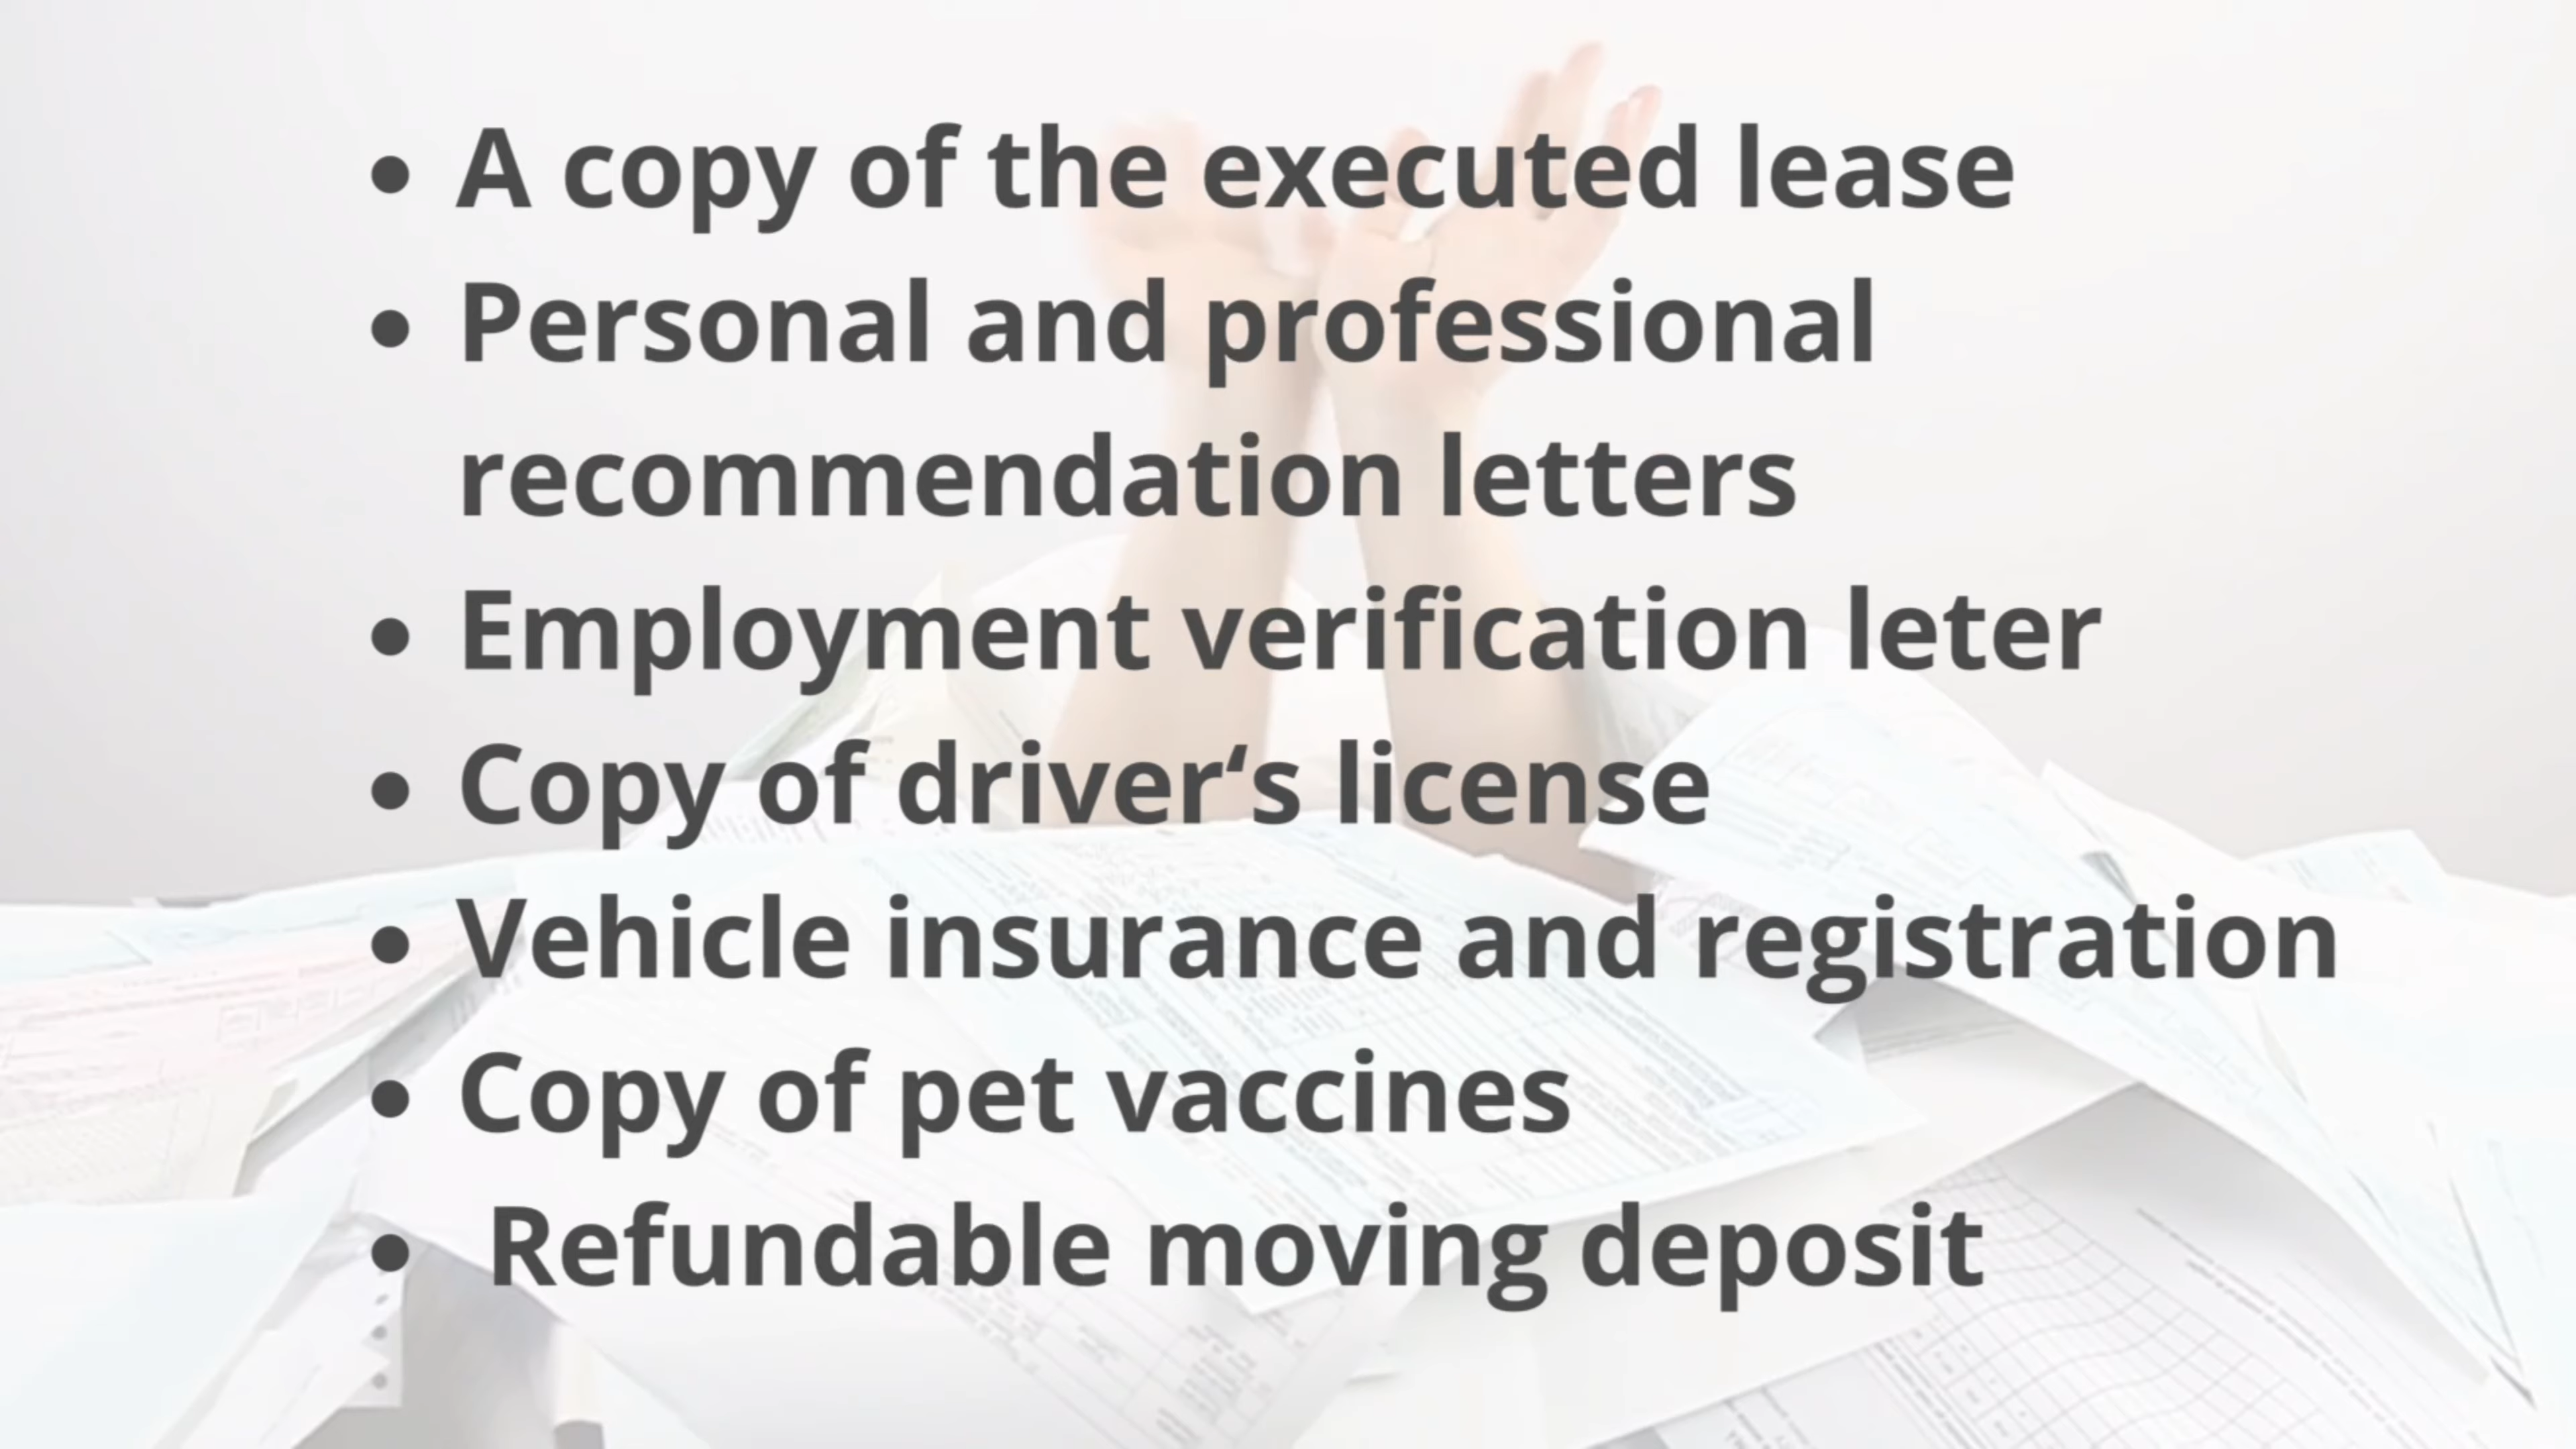 • A copy of the executed lease
• Personal and professional
recommendation letters
• Employment verification leter
• Copy of driver‘s license
• Vehicle insurance and registration
• Copy of pet vaccines
• Refundable moving deposit